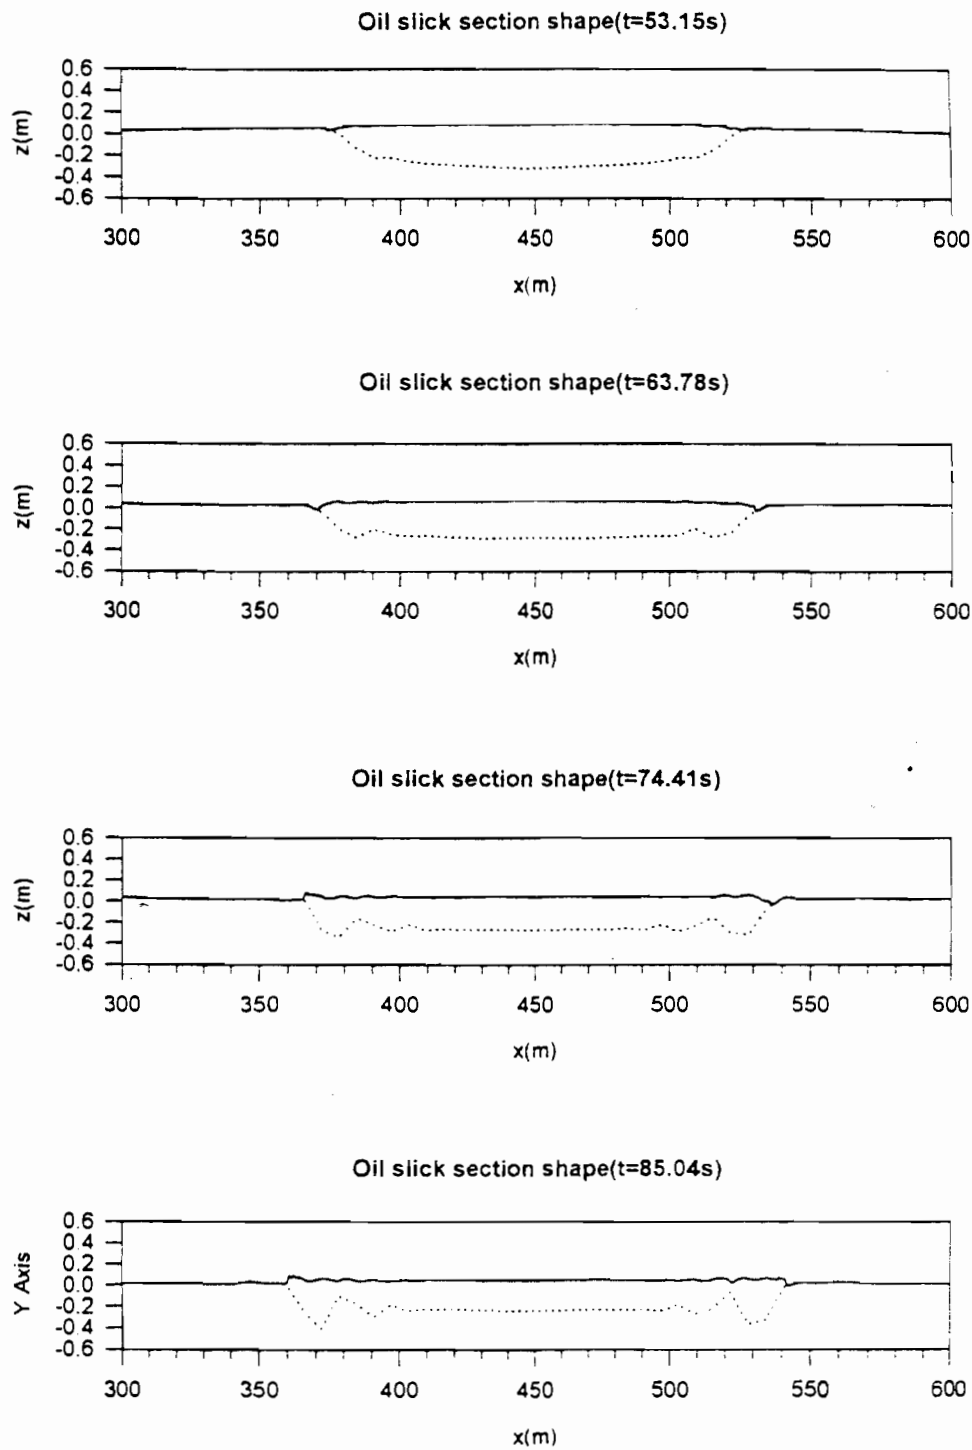 Oil slick section shape(t=53.15s)
0.6
0.4
0.2
0.0
-0.2
-0.4
-0.6
z(m)
300 350 400 450 500 550 600
x(m)
Oil slick section shape(t=63.78s)
0.6
0.4
0.2
0.0
-0.2
-0.4
-0.6
z(m)
300 350 400 450 500 550 600
x(m)
Oil slick section shape(t=74.41s)
0.6
0.4
0.2
0.0
-0.2
-0.4
-0.6
z(m)
300 350 400 450 500 550 600
x(m)
Oil slick section shape(t=85.04s)
0.6
0.4
0.2
0.0
-0.2
-0.4
-0.6
Y Axis
300 350 400 450 500 550 600
x(m)